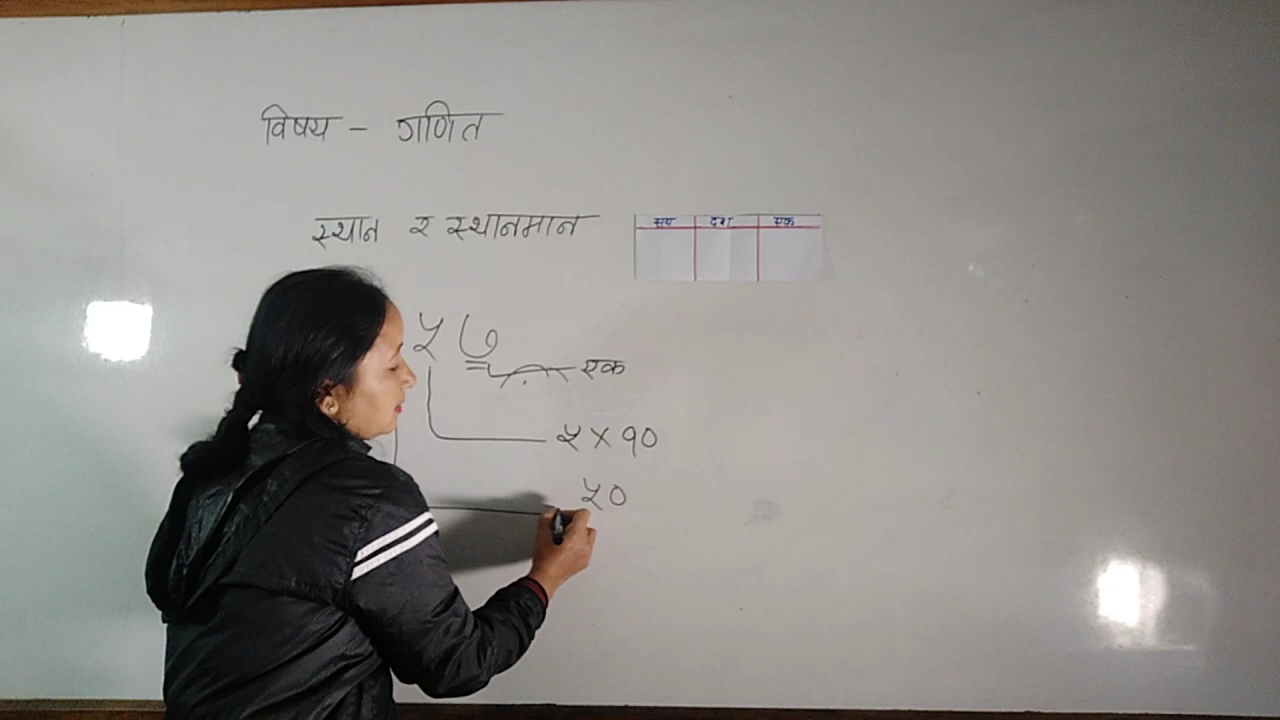 विषय - गणित
स्थान र स्थानमान
सय दश एक
५ ७
एक
५ × १०
५०